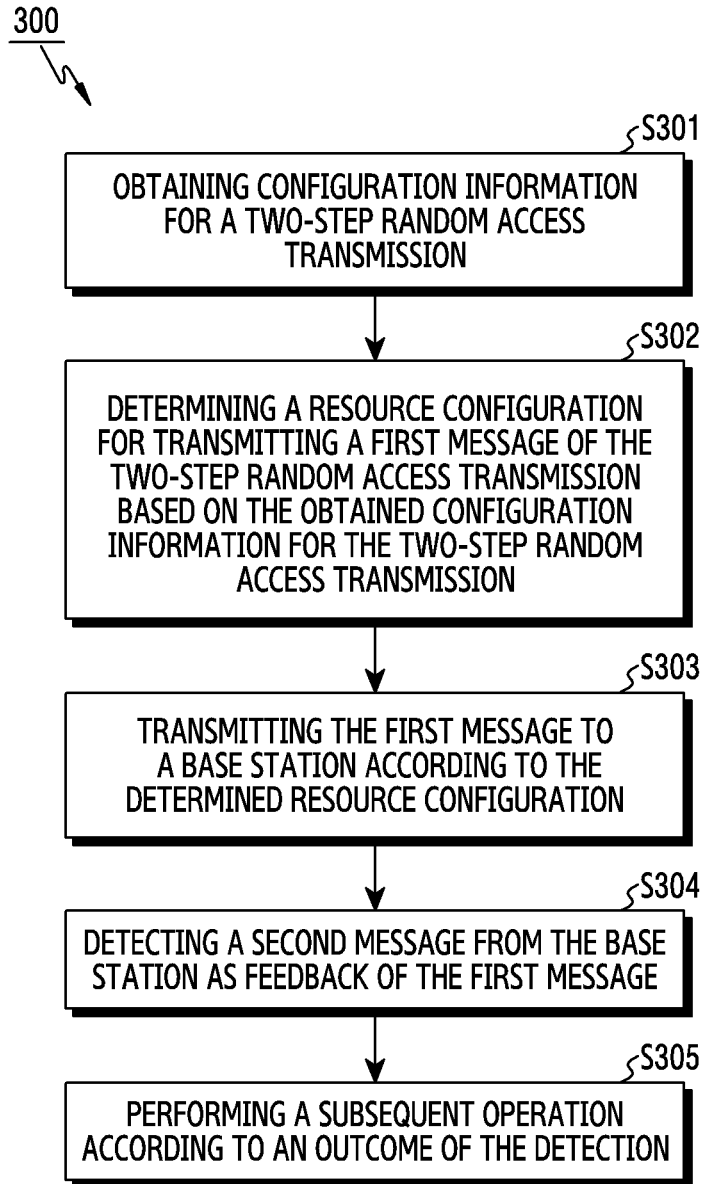 300
S301
OBTAINING CONFIGURATION INFORMATION
FOR A TWO-STEP RANDOM ACCESS
TRANSMISSION
S302
DETERMINING A RESOURCE CONFIGURATION
FOR TRANSMITTING A FIRST MESSAGE OF THE
TWO-STEP RANDOM ACCESS TRANSMISSION
BASED ON THE OBTAINED CONFIGURATION
INFORMATION FOR THE TWO-STEP RANDOM
ACCESS TRANSMISSION
S303
TRANSMITTING THE FIRST MESSAGE TO
A BASE STATION ACCORDING TO THE
DETERMINED RESOURCE CONFIGURATION
S304
DETECTING A SECOND MESSAGE FROM THE BASE
STATION AS FEEDBACK OF THE FIRST MESSAGE
S305
PERFORMING A SUBSEQUENT OPERATION
ACCORDING TO AN OUTCOME OF THE DETECTION